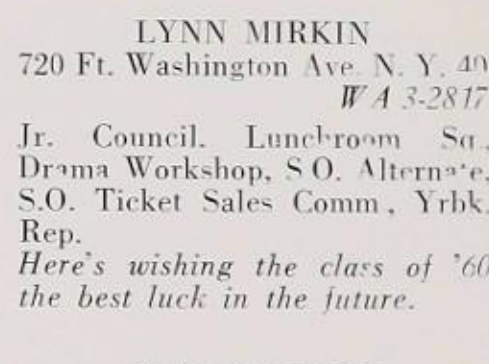 LYNN MIRKIN
720 Ft. Washington Ave. N. Y. 40
WA 3-2817
Jr. Council. Lunchroom Sq.,
Drama Workshop, S O. Alternate,
S.O. Ticket Sales Comm., Yrbk.
Rep.
Here's wishing the class of '60
the best luck in the future.